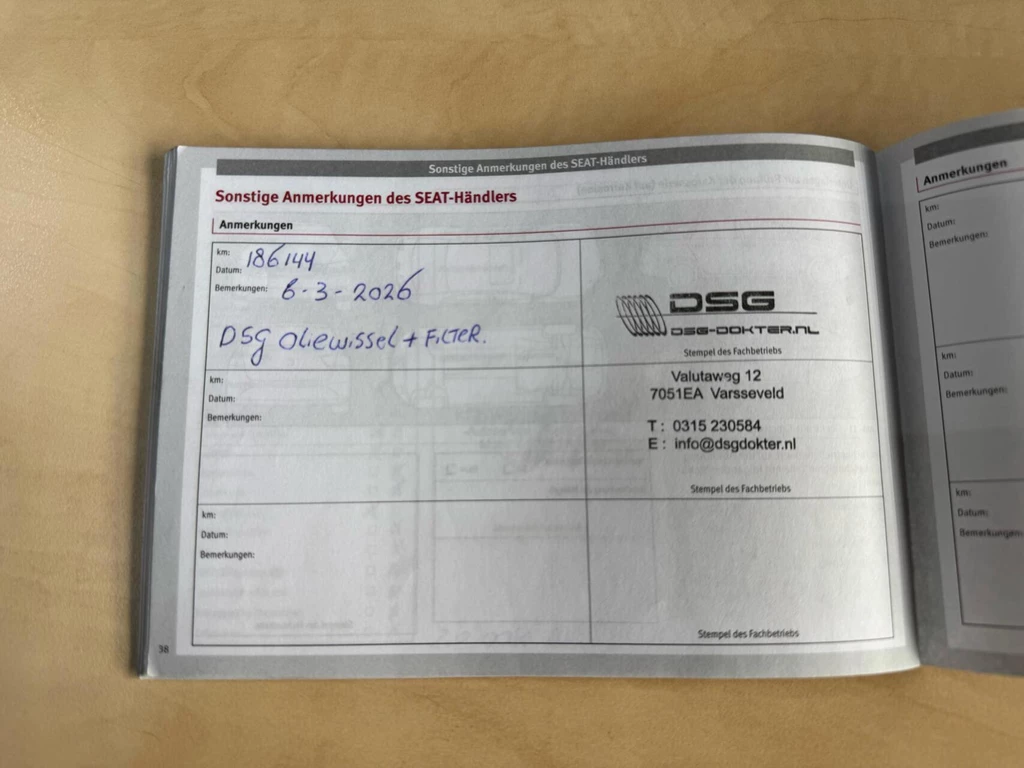 Sonstige Anmerkungen des SEAT-Händlers
Sonstige Anmerkungen des SEAT-Händlers
Anmerkungen
km: 186144
Datum:
Bemerkungen: 6-3-2026
DSG Oliewissel + FILTER.
DSG
DSG-DOKTER.NL
Stempel des Fachbetriebs
km:
Datum:
Bemerkungen:
Valutaweg 12
7051EA Varsseveld
T: 0315 230584
E: info@dsgdokter.nl
Stempel des Fachbetriebs
km:
Datum:
Bemerkungen:
Stempel des Fachbetriebs
38
Anmerkungen
km:
Datum:
Bemerkungen:
km:
Datum:
Bemerkungen:
km:
Datum:
Bemerkungen: